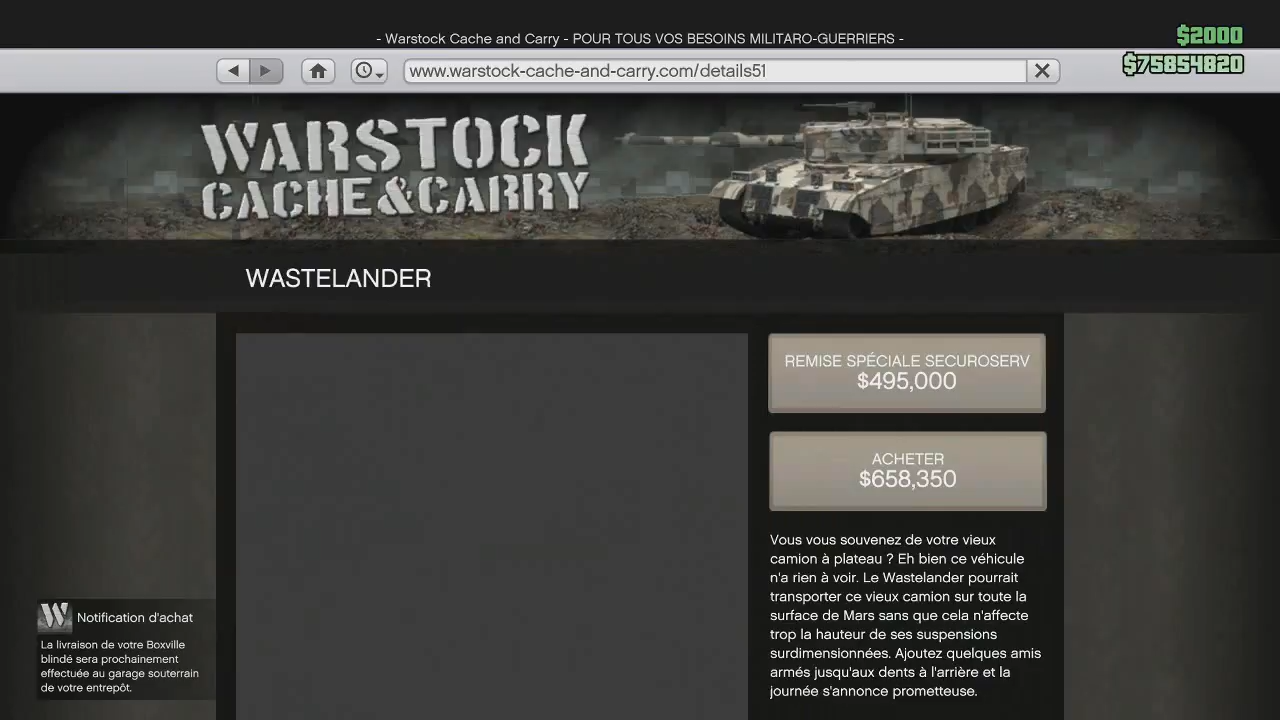 - Warstock Cache and Carry - POUR TOUS VOS BESOINS MILITARO-GUERRIERS -
$2000
$75854820
www.warstock-cache-and-carry.com/details51
WARSTOCK
CACHE&CARRY
WASTELANDER
REMISE SPÉCIALE SECUROSERV
$495,000
ACHETER
$658,350
Vous vous souvenez de votre vieux
camion à plateau ? Eh bien ce véhicule
n'a rien à voir. Le Wastelander pourrait
transporter ce vieux camion sur toute la
surface de Mars sans que cela n'affecte
trop la hauteur de ses suspensions
surdimensionnées. Ajoutez quelques amis
armés jusqu'aux dents à l'arrière et la
journée s'annonce prometteuse.
W Notification d'achat
La livraison de votre Boxville
blindé sera prochainement
effectuée au garage souterrain
de votre entrepôt.